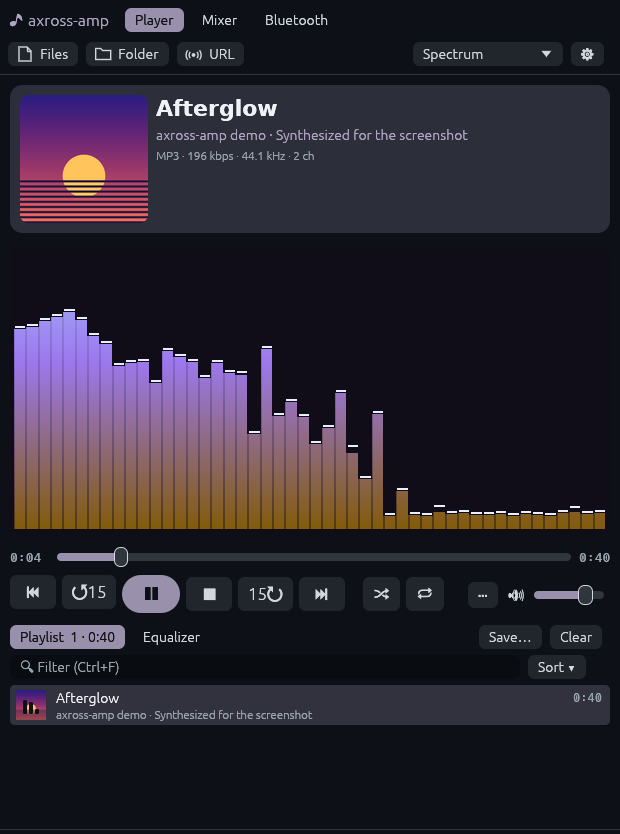 axross-amp Player Mixer Bluetooth
Files Folder URL Spectrum
Afterglow
axross-amp demo · Synthesized for the screenshot
MP3 · 196 kbps · 44.1 kHz · 2 ch
0:04 0:40
15 15 ...
Playlist 1 · 0:40 Equalizer Save... Clear
Filter (Ctrl+F) Sort ▾
Afterglow 0:40
axross-amp demo · Synthesized for the screenshot